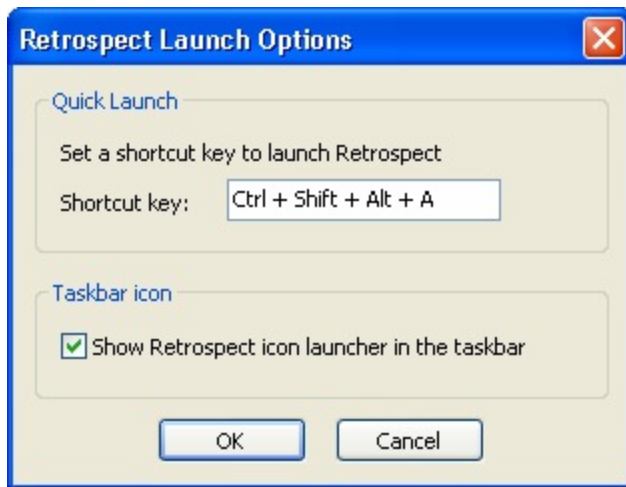 Retrospect Launch Options
Quick Launch
Set a shortcut key to launch Retrospect
Shortcut key: Ctrl + Shift + Alt + A
Taskbar icon
Show Retrospect icon launcher in the taskbar
OK Cancel